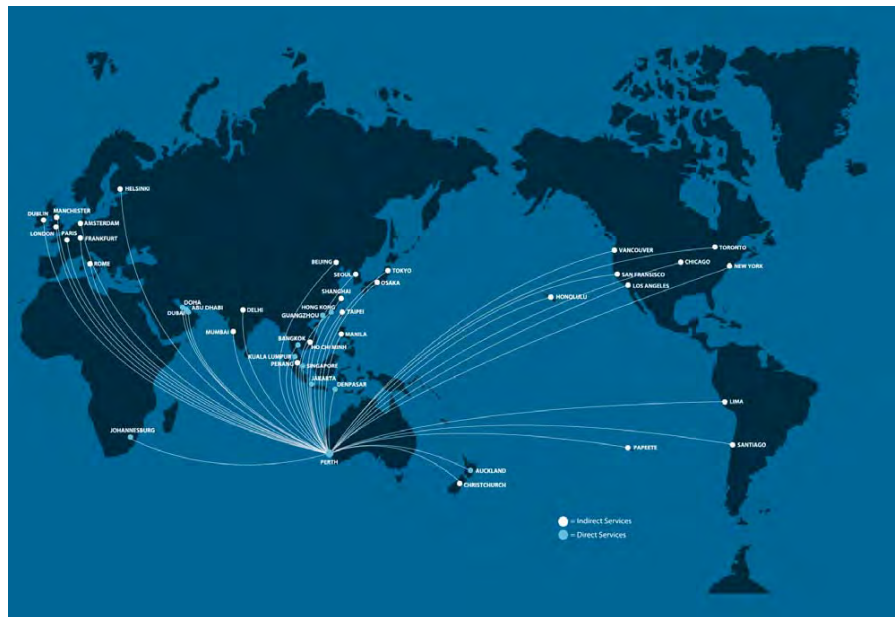 HELSINKI
DUBLIN
MANCHESTER
AMSTERDAM
LONDON
PARIS
FRANKFURT
ROME
BEIJING
SEOUL
TOKYO
OSAKA
SHANGHAI
DOHA
ABU DHABI
DUBAI
DELHI
HONG KONG
GUANGZHOU
TAIPEI
MUMBAI
MANILA
BANGKOK
HO CHI MINH
KUALA LUMPUR
PENANG
SINGAPORE
JAKARTA
DENPASAR
VANCOUVER
TORONTO
CHICAGO
NEW YORK
SAN FRANSISCO
LOS ANGELES
HONOLULU
LIMA
JOHANNESBURG
SANTIAGO
PAPEETE
PERTH
AUCKLAND
CHRISTCHURCH
= Indirect Services
= Direct Services